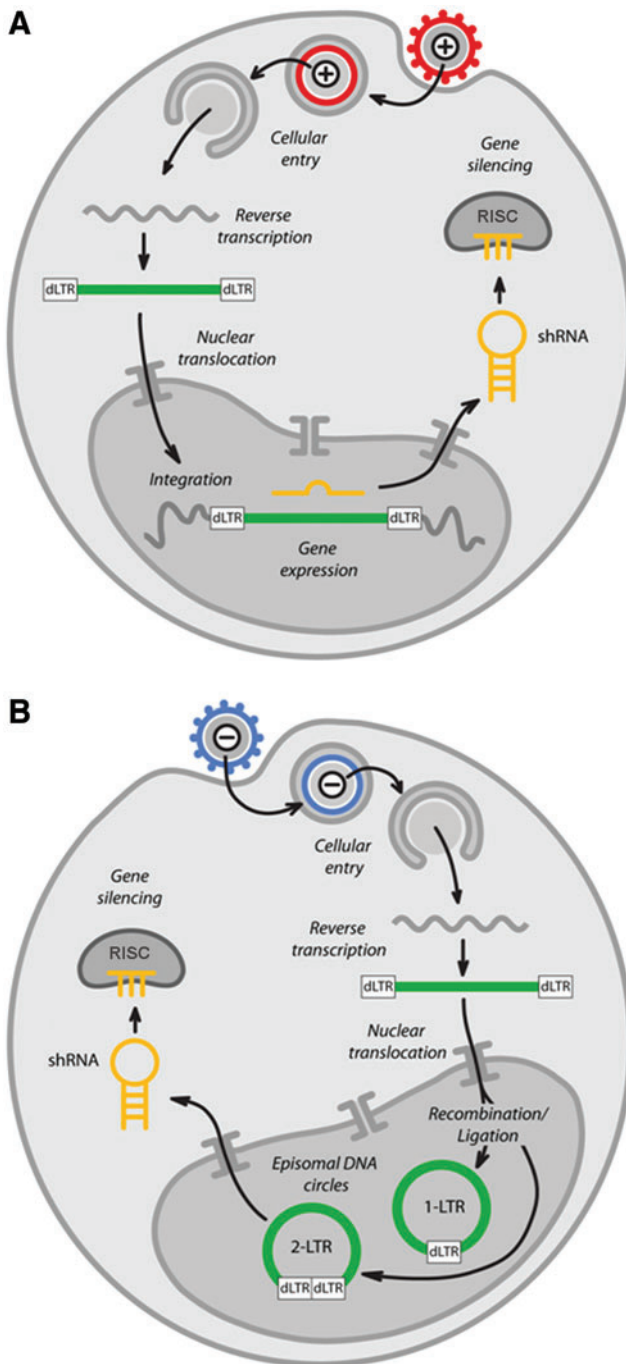 A
+
+
Cellular
entry
Gene
silencing
RISC
Reverse
transcription
dLTR
dLTR
shRNA
Nuclear
translocation
Integration
dLTR
dLTR
Gene
expression
B
−
−
Cellular
entry
Gene
silencing
RISC
Reverse
transcription
dLTR
dLTR
shRNA
Nuclear
translocation
Recombination/
Ligation
Episomal DNA
circles
1-LTR
dLTR
2-LTR
dLTR dLTR